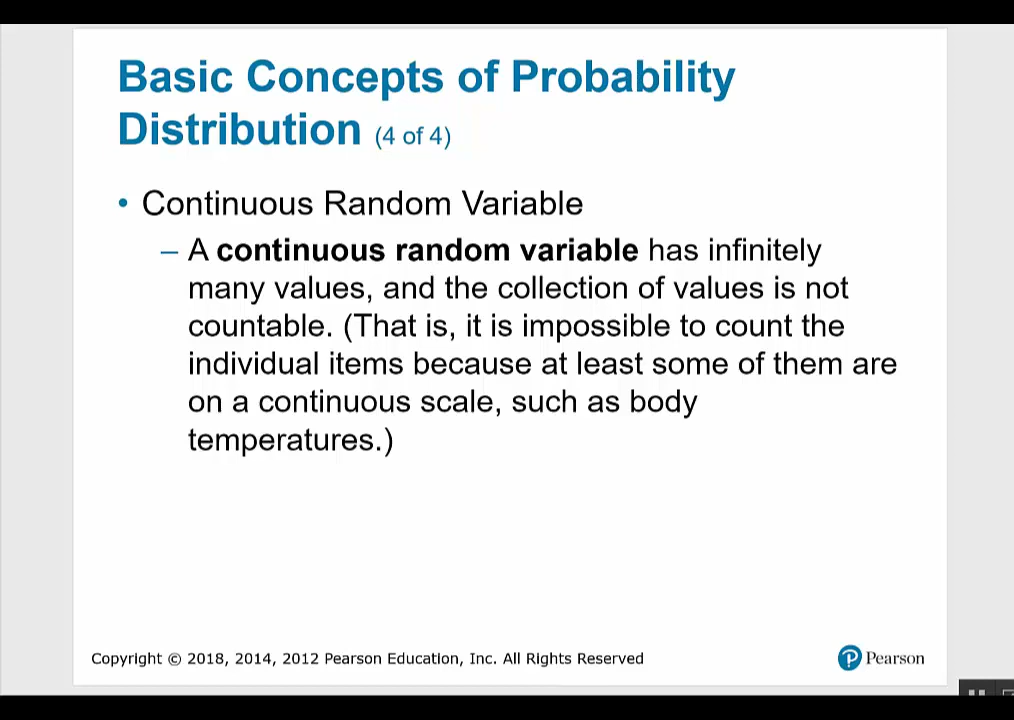 Basic Concepts of Probability
Distribution (4 of 4)
• Continuous Random Variable
– A continuous random variable has infinitely
many values, and the collection of values is not
countable. (That is, it is impossible to count the
individual items because at least some of them are
on a continuous scale, such as body
temperatures.)
Copyright © 2018, 2014, 2012 Pearson Education, Inc. All Rights Reserved
P Pearson